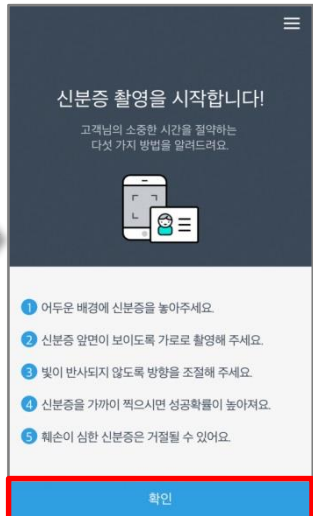 신분증 촬영을 시작합니다!
고객님의 소중한 시간을 절약하는
다섯 가지 방법을 알려드려요.
1 어두운 배경에 신분증을 놓아주세요.
2 신분증 앞면이 보이도록 가로로 촬영해 주세요.
3 빛이 반사되지 않도록 방향을 조절해 주세요.
4 신분증을 가까이 찍으시면 성공확률이 높아져요.
5 훼손이 심한 신분증은 거절될 수 있어요.
확인